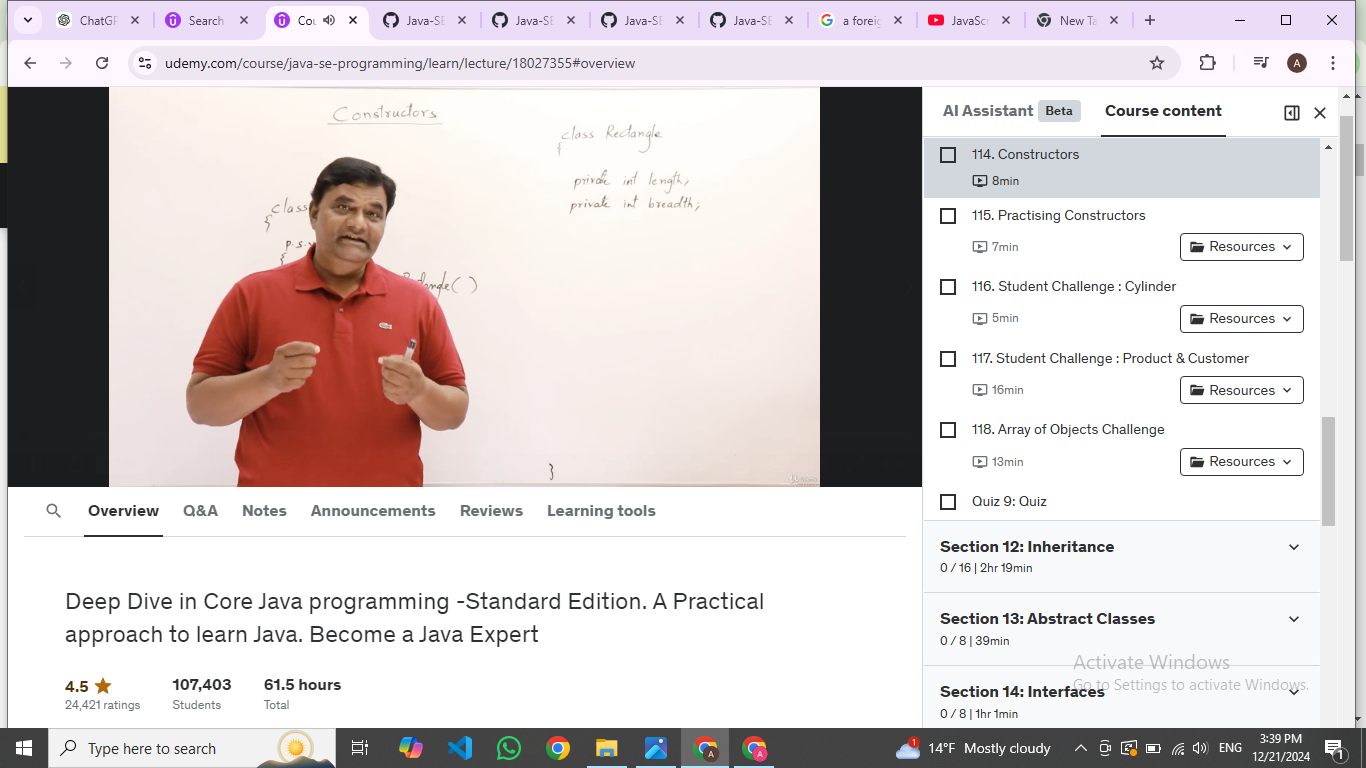 ChatGP
Search
Cou
Java-SE
Java-SE
Java-SE
Java-SE
a foreig
JavaScr
New Ta
udemy.com/course/java-se-programming/learn/lecture/18027355#overview
A
Constructors
class Rectangle
{
private int length;
private int breadth;
class
{
p.s.v
{
Rectangle( )
}
AI Assistant Beta
Course content
114. Constructors
8min
115. Practising Constructors
7min
Resources
116. Student Challenge : Cylinder
5min
Resources
117. Student Challenge : Product & Customer
16min
Resources
118. Array of Objects Challenge
13min
Resources
Quiz 9: Quiz
Section 12: Inheritance
0 / 16 | 2hr 19min
Section 13: Abstract Classes
0 / 8 | 39min
Section 14: Interfaces
0 / 8 | 1hr 1min
Overview Q&A Notes Announcements Reviews Learning tools
Deep Dive in Core Java programming -Standard Edition. A Practical
approach to learn Java. Become a Java Expert
4.5
24,421 ratings
107,403
Students
61.5 hours
Total
Activate Windows
Go to Settings to activate Windows.
Type here to search
A
A
1
14°F Mostly cloudy
ENG
3:39 PM
12/21/2024
1